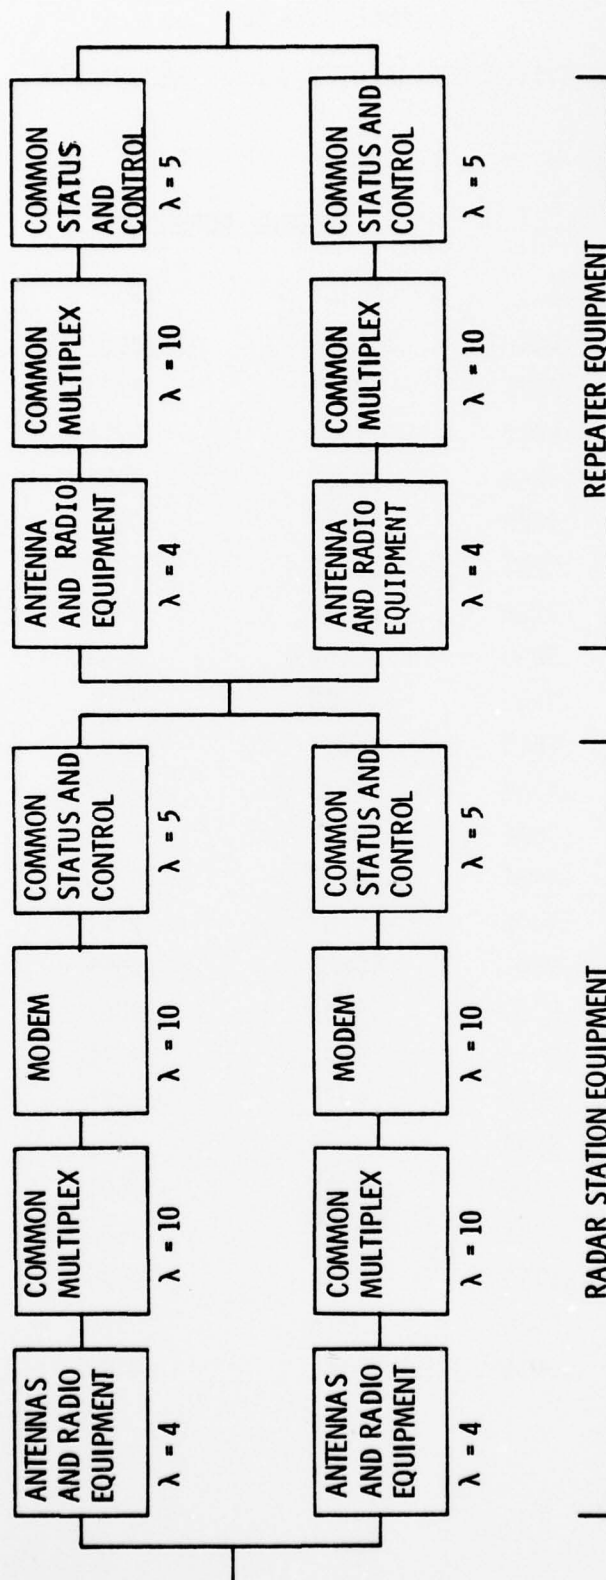 ANTENNAS
AND RADIO
EQUIPMENT
λ = 4
COMMON
MULTIPLEX
λ = 10
MODEM
λ = 10
COMMON
STATUS AND
CONTROL
λ = 5
ANTENNA
AND RADIO
EQUIPMENT
λ = 4
COMMON
MULTIPLEX
λ = 10
COMMON
STATUS
AND
CONTROL
λ = 5
ANTENNAS
AND RADIO
EQUIPMENT
λ = 4
COMMON
MULTIPLEX
λ = 10
MODEM
λ = 10
COMMON
STATUS AND
CONTROL
λ = 5
ANTENNA
AND RADIO
EQUIPMENT
λ = 4
COMMON
MULTIPLEX
λ = 10
COMMON
STATUS AND
CONTROL
λ = 5
RADAR STATION EQUIPMENT
REPEATER EQUIPMENT